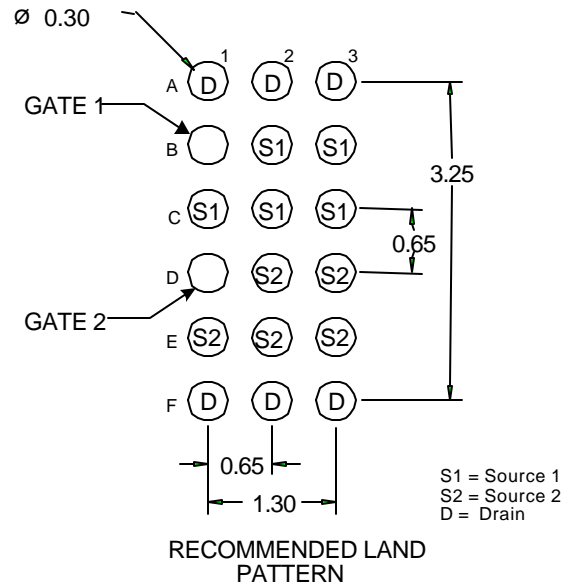 Ø 0.30
1 2 3
A D D D
GATE 1
B S1 S1
3.25
C S1 S1 S1
0.65
D S2 S2
GATE 2
E S2 S2 S2
F D D D
0.65
1.30
S1 = Source 1
S2 = Source 2
D = Drain
RECOMMENDED LAND
PATTERN